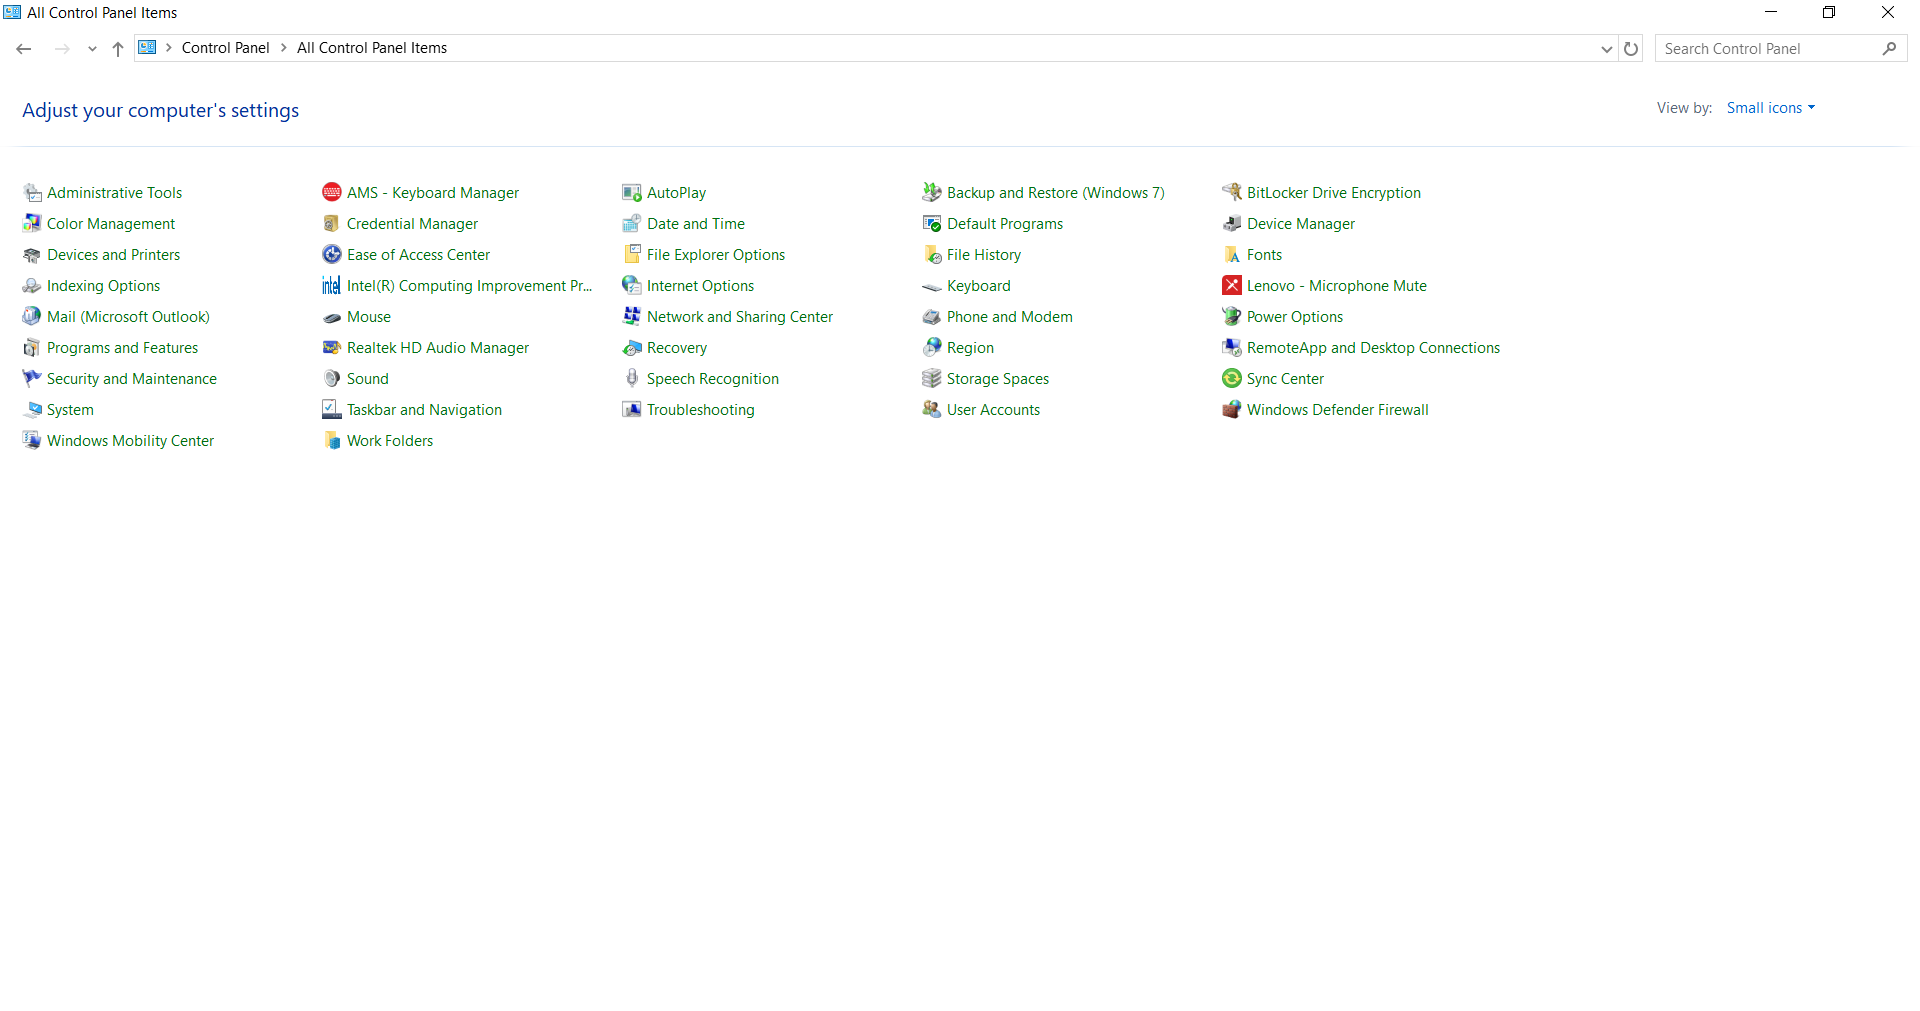 All Control Panel Items
Control Panel > All Control Panel Items
Search Control Panel
Adjust your computer's settings
View by: Small icons
Administrative Tools
AMS - Keyboard Manager
AutoPlay
Backup and Restore (Windows 7)
BitLocker Drive Encryption
Color Management
Credential Manager
Date and Time
Default Programs
Device Manager
Devices and Printers
Ease of Access Center
File Explorer Options
File History
Fonts
Indexing Options
intel Intel(R) Computing Improvement Pr...
Internet Options
Keyboard
Lenovo - Microphone Mute
Mail (Microsoft Outlook)
Mouse
Network and Sharing Center
Phone and Modem
Power Options
Programs and Features
Realtek HD Audio Manager
Recovery
Region
RemoteApp and Desktop Connections
Security and Maintenance
Sound
Speech Recognition
Storage Spaces
Sync Center
System
Taskbar and Navigation
Troubleshooting
User Accounts
Windows Defender Firewall
Windows Mobility Center
Work Folders